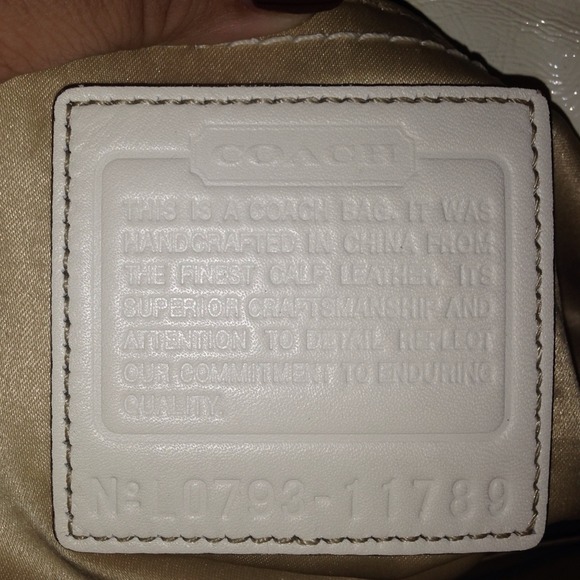 COACH
THIS IS A COACH BAG. IT WAS
HANDCRAFTED IN CHINA FROM
THE FINEST CALF LEATHER. ITS
SUPERIOR CRAFTSMANSHIP AND
ATTENTION TO DETAIL REFLECT
OUR COMMITMENT TO ENDURING
QUALITY.
Nº L0793-11789